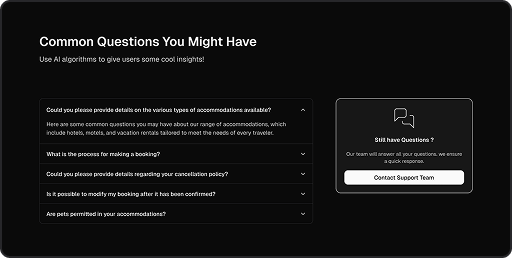 Common Questions You Might Have
Use AI algorithms to give users some cool insights!
Could you please provide details on the various types of accommodations available?
Here are some common questions you may have about our range of accommodations, which
include hotels, motels, and vacation rentals tailored to meet the needs of every traveler.
What is the process for making a booking?
Could you please provide details regarding your cancellation policy?
Is it possible to modify my booking after it has been confirmed?
Are pets permitted in your accommodations?
Still have Questions ?
Our team will answer all your questions. we ensure
a quick response.
Contact Support Team